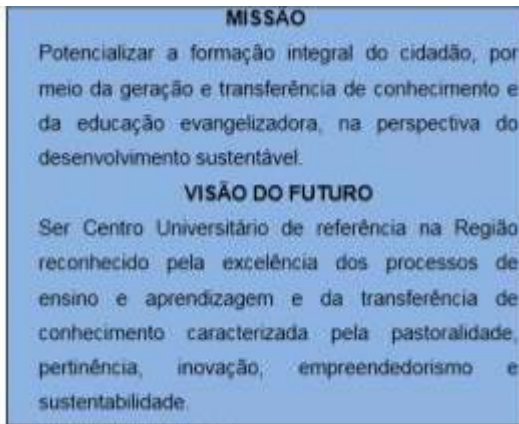 MISSÃO
Potencializar a formação integral do cidadão, por
meio da geração e transferência de conhecimento e
da educação evangelizadora, na perspectiva do
desenvolvimento sustentável.
VISÃO DO FUTURO
Ser Centro Universitário de referência na Região
reconhecido pela excelência dos processos de
ensino e aprendizagem e da transferência de
conhecimento caracterizada pela pastoralidade,
pertinência, inovação, empreendedorismo e
sustentabilidade.